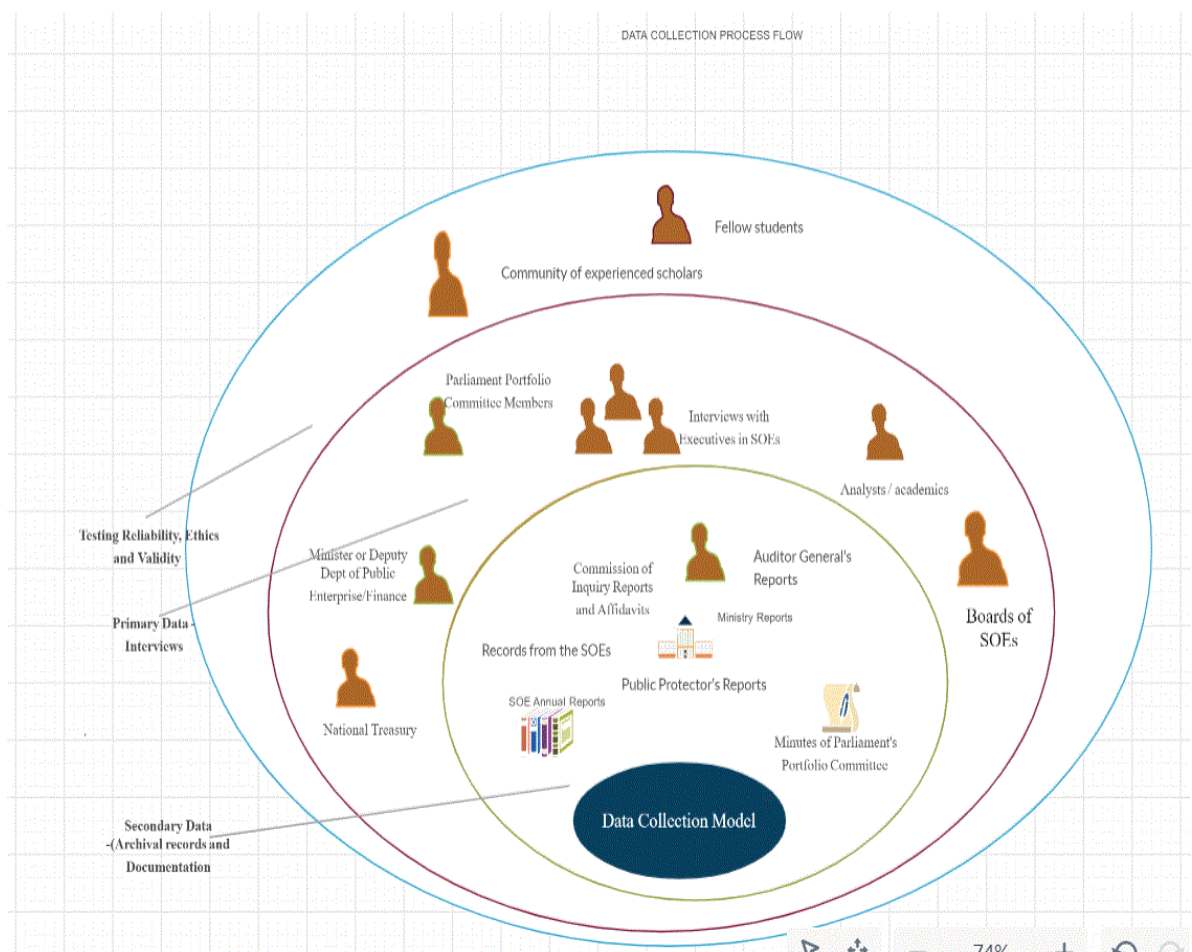 DATA COLLECTION PROCESS FLOW
Fellow students
Community of experienced scholars
Parliament Portfolio
Committee Members
Interviews with
Executives in SOEs
Analysts / academics
Testing Reliability, Ethics
and Validity
Minister or Deputy
Dept of Public
Enterprise/Finance
Commission of
Inquiry Reports
and Affidavits
Auditor General's
Reports
Ministry Reports
Boards of
SOEs
Primary Data -
Interviews
Records from the SOEs
Public Protector's Reports
SOE Annual Reports
National Treasury
Minutes of Parliament's
Portfolio Committee
Data Collection Model
Secondary Data
-(Archival records and
Documentation
74%